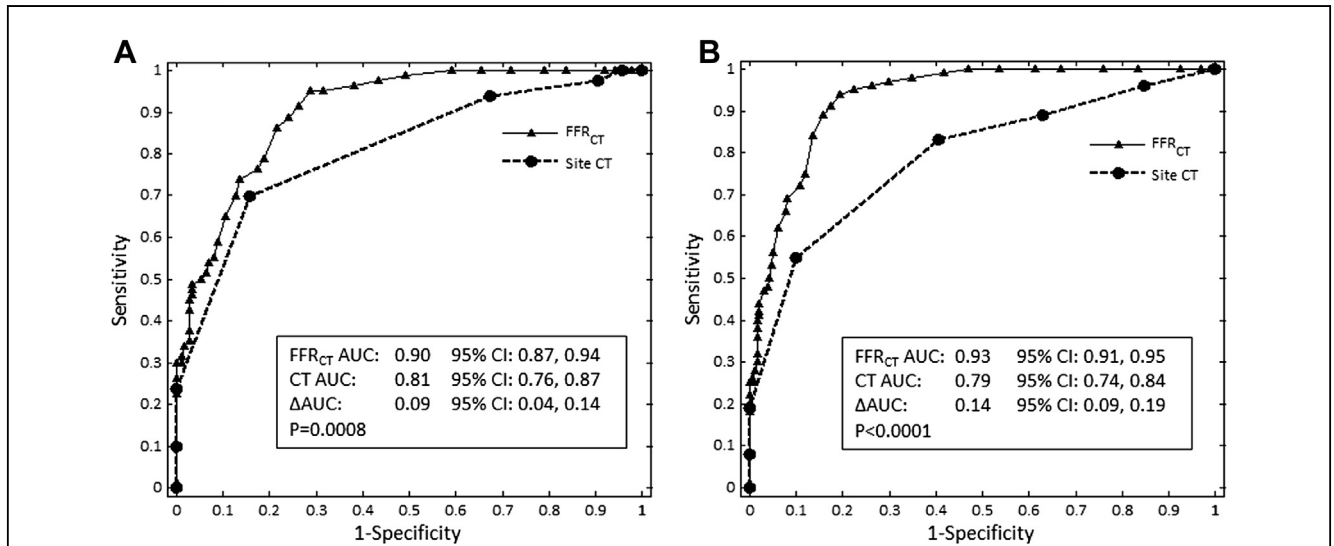 A
1
0.9
0.8
0.7
0.6
0.5
0.4
0.3
0.2
0.1
0
Sensitivity
FFRCT
Site CT
FFRCT AUC: 0.90 95% CI: 0.87, 0.94
CT AUC: 0.81 95% CI: 0.76, 0.87
ΔAUC: 0.09 95% CI: 0.04, 0.14
P=0.0008
0 0.1 0.2 0.3 0.4 0.5 0.6 0.7 0.8 0.9 1
1-Specificity
B
1
0.9
0.8
0.7
0.6
0.5
0.4
0.3
0.2
0.1
0
Sensitivity
FFRCT
Site CT
FFRCT AUC: 0.93 95% CI: 0.91, 0.95
CT AUC: 0.79 95% CI: 0.74, 0.84
ΔAUC: 0.14 95% CI: 0.09, 0.19
P<0.0001
0 0.1 0.2 0.3 0.4 0.5 0.6 0.7 0.8 0.9 1
1-Specificity